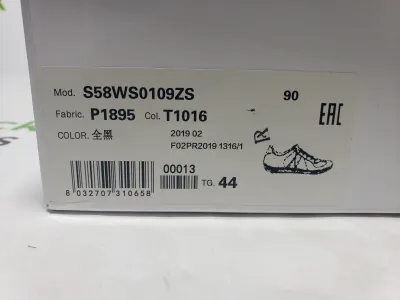 Mod. S58WS0109ZS 90
Fabric. P1895 Col. T1016
EAC
COLOR. 全黑 2019 02
F02PR2019 1316/1
R
00013
TG. 44
8 032707 310658